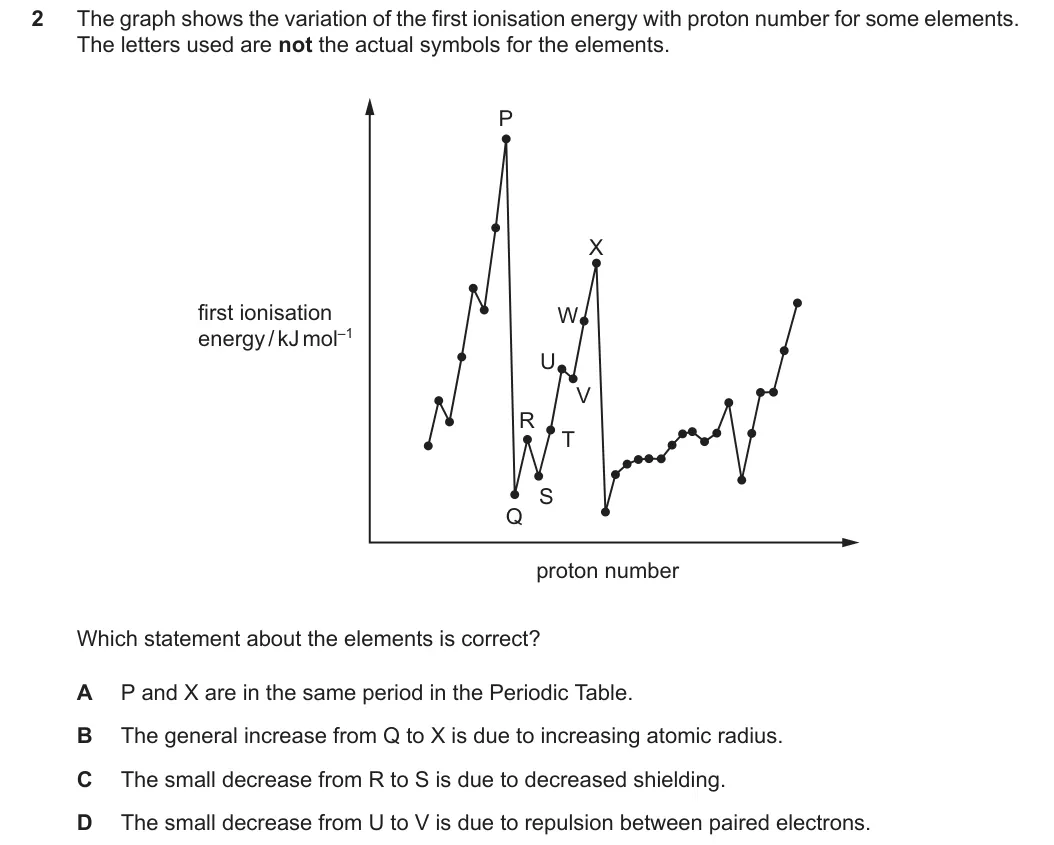 2 The graph shows the variation of the first ionisation energy with proton number for some elements.
The letters used are not the actual symbols for the elements.
P
X
first ionisation
energy / kJ mol⁻¹
W
U
V
R
T
S
Q
proton number
Which statement about the elements is correct?
A P and X are in the same period in the Periodic Table.
B The general increase from Q to X is due to increasing atomic radius.
C The small decrease from R to S is due to decreased shielding.
D The small decrease from U to V is due to repulsion between paired electrons.